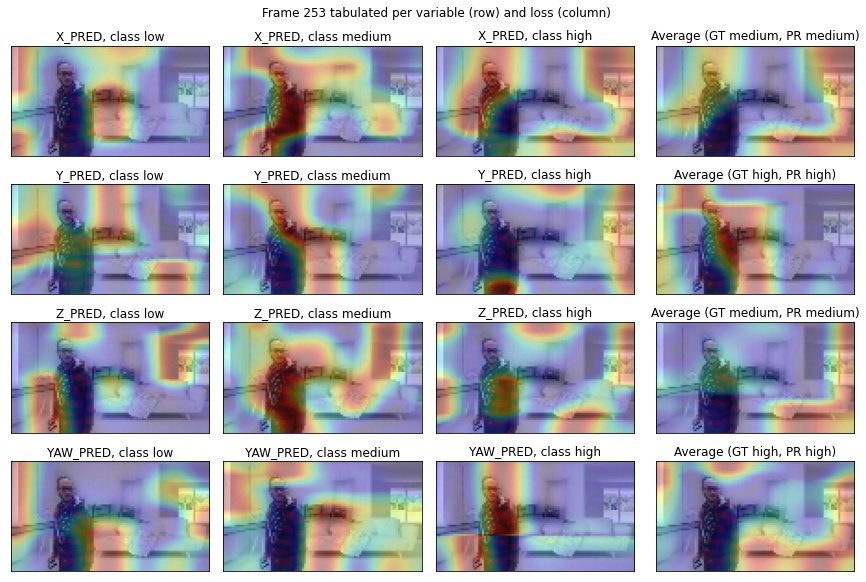 Frame 253 tabulated per variable (row) and loss (column)
X_PRED, class low
X_PRED, class medium
X_PRED, class high
Average (GT medium, PR medium)
Y_PRED, class low
Y_PRED, class medium
Y_PRED, class high
Average (GT high, PR high)
Z_PRED, class low
Z_PRED, class medium
Z_PRED, class high
Average (GT medium, PR medium)
YAW_PRED, class low
YAW_PRED, class medium
YAW_PRED, class high
Average (GT high, PR high)